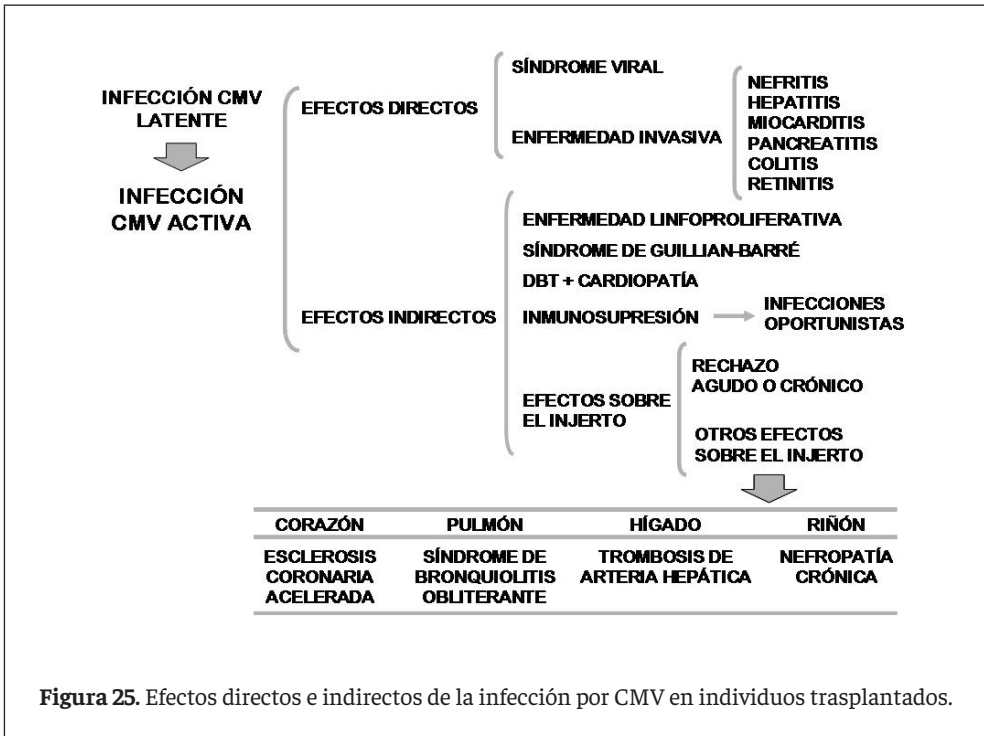 INFECCIÓN CMV
LATENTE
INFECCIÓN
CMV ACTIVA
EFECTOS DIRECTOS
SÍNDROME VIRAL
ENFERMEDAD INVASIVA
NEFRITIS
HEPATITIS
MIOCARDITIS
PANCREATITIS
COLITIS
RETINITIS
EFECTOS INDIRECTOS
ENFERMEDAD LINFOPROLIFERATIVA
SÍNDROME DE GUILLIAN-BARRÉ
DBT + CARDIOPATÍA
INMUNOSUPRESIÓN
INFECCIONES
OPORTUNISTAS
EFECTOS SOBRE
EL INJERTO
RECHAZO
AGUDO O CRÓNICO
OTROS EFECTOS
SOBRE EL INJERTO
CORAZÓN PULMÓN HÍGADO RIÑÓN
ESCLEROSIS SÍNDROME DE TROMBOSIS DE NEFROPATÍA
CORONARIA BRONQUIOLITIS ARTERIA HEPÁTICA CRÓNICA
ACELERADA OBLITERANTE
Figura 25. Efectos directos e indirectos de la infección por CMV en individuos trasplantados.